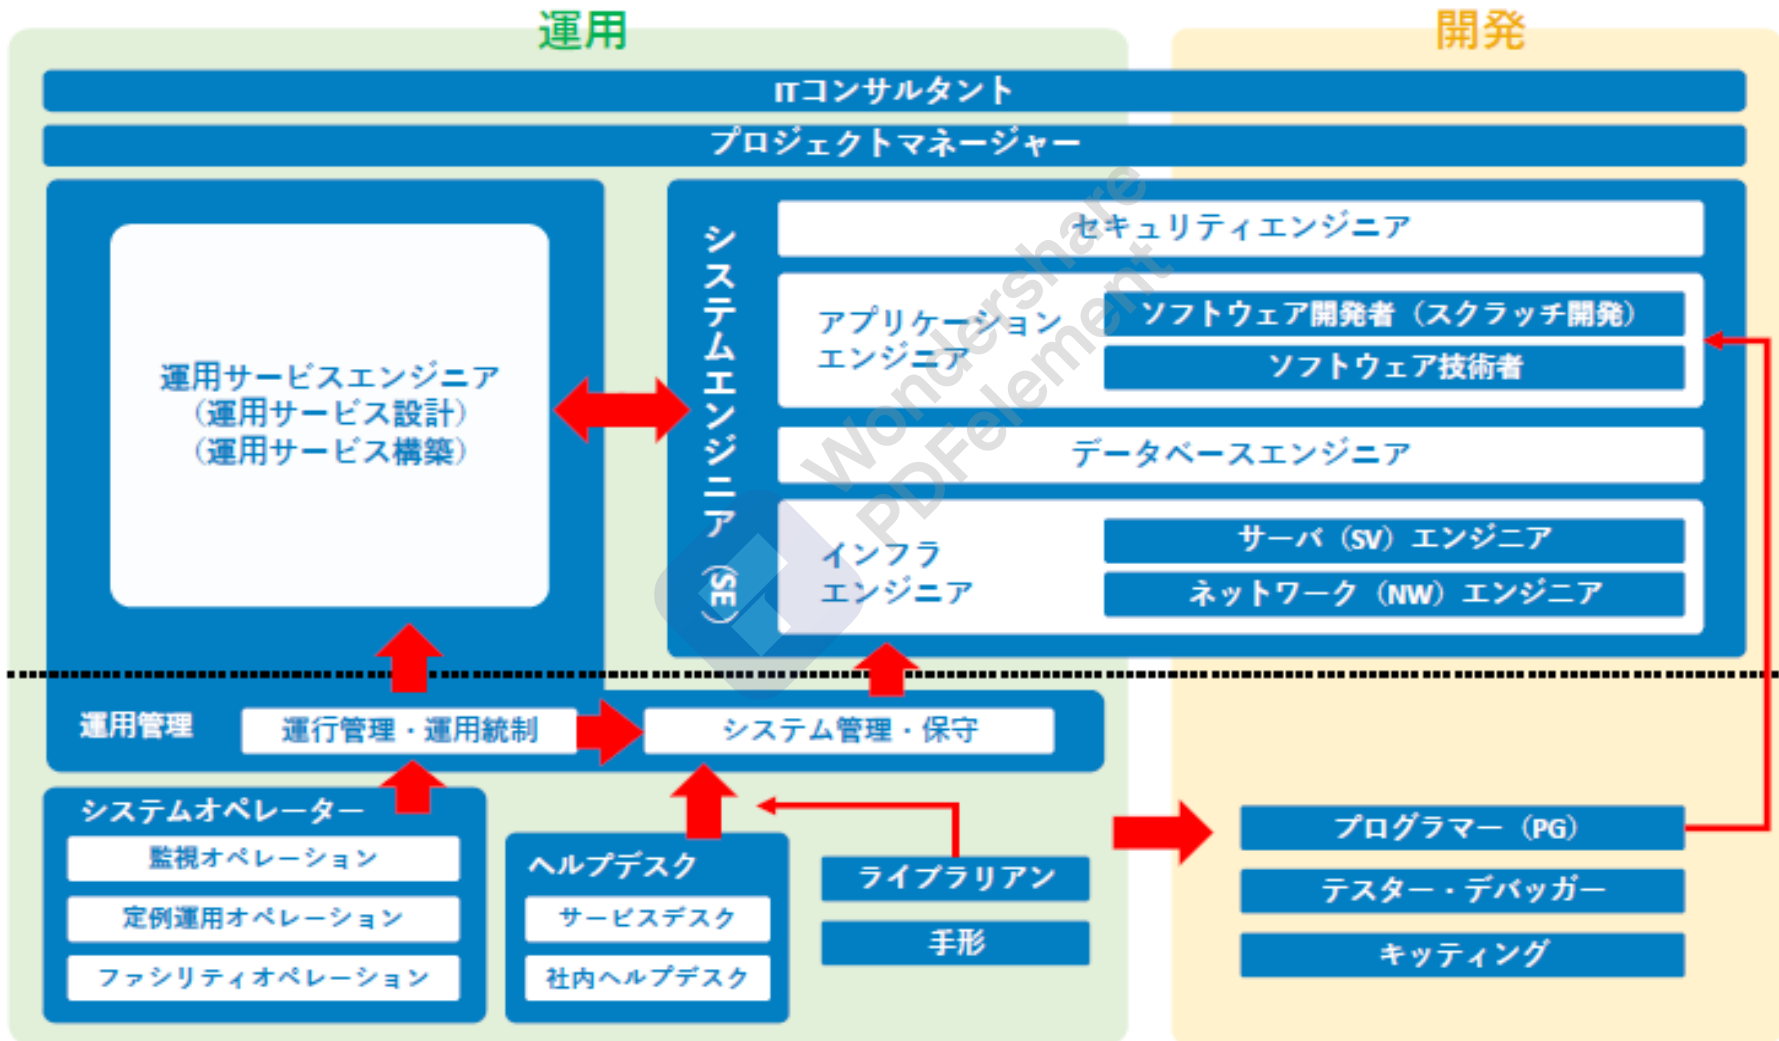 運用
開発
ITコンサルタント
プロジェクトマネージャー
運用サービスエンジニア
（運用サービス設計）
（運用サービス構築）
システムエンジニア（SE）
セキュリティエンジニア
アプリケーション
エンジニア
ソフトウェア開発者（スクラッチ開発）
ソフトウェア技術者
データベースエンジニア
インフラ
エンジニア
サーバ（SV）エンジニア
ネットワーク（NW）エンジニア
Wondershare
PDFelement
運用管理
運行管理・運用統制
システム管理・保守
システムオペレーター
監視オペレーション
定例運用オペレーション
ファシリティオペレーション
ヘルプデスク
サービスデスク
社内ヘルプデスク
ライブラリアン
手形
プログラマー（PG）
テスター・デバッガー
キッティング